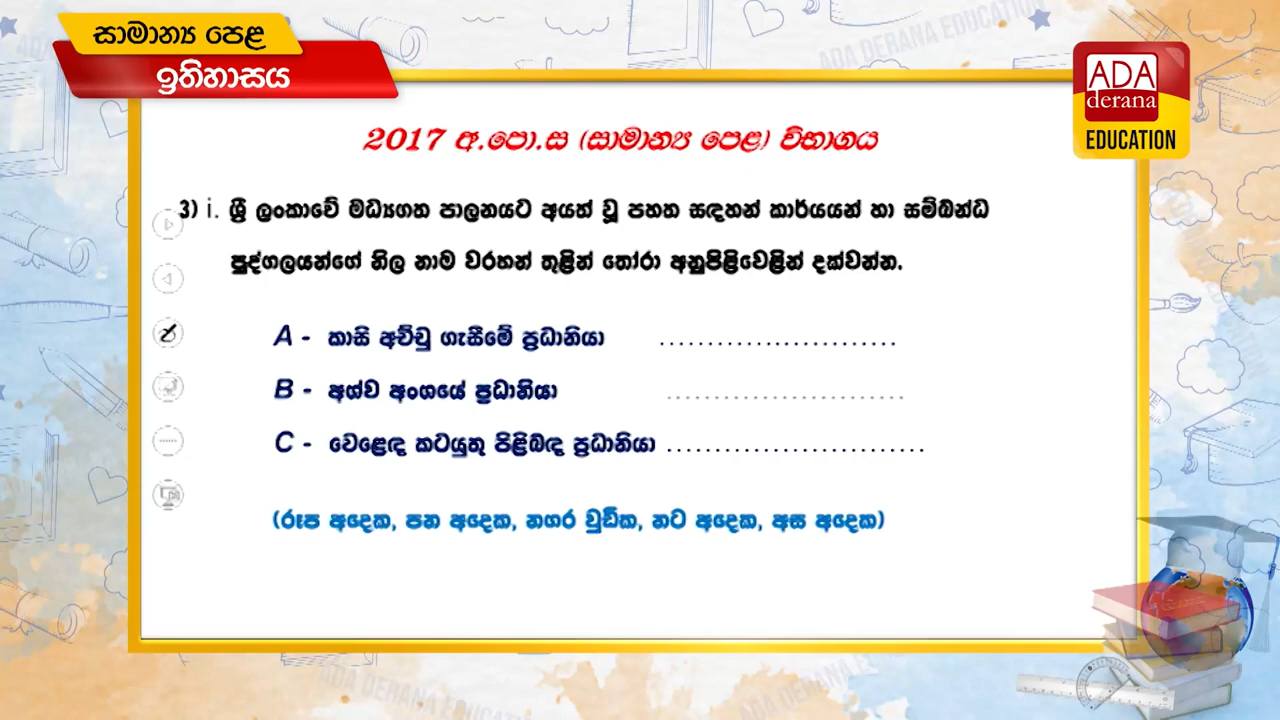 සාමාන්‍ය පෙළ
ඉතිහාසය
ADA
derana
EDUCATION
2017 අ.පො.ස (සාමාන්‍ය පෙළ) විභාගය
3) i. ශ්‍රී ලංකාවේ මධ්‍යගත පාලනයට අයත් වූ පහත සඳහන් කාර්යයන් හා සම්බන්ධ
පුද්ගලයන්ගේ නිල නාම වරහන් තුළින් තෝරා අනුපිළිවෙළින් දක්වන්න.
A - කාසි අච්චු ගැසීමේ ප්‍රධානියා ..........................
B - අශ්ව අංශයේ ප්‍රධානියා ..........................
C - වෙළෙඳ කටයුතු පිළිබඳ ප්‍රධානියා ..........................
(රූප අදෙක, පන අදෙක, නගර වුඩික, නට අදෙක, අස අදෙක)